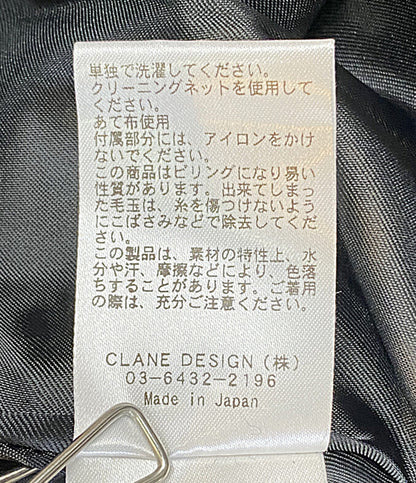 単独で洗濯してください。
クリーニングネットを使用して
ください。
あて布使用
付属部分には、アイロンをかけ
ないでください。
この商品はピリングになり易い
性質があります。出来てしまっ
た毛玉は、糸を傷つけないよう
にこばさみなどで除去してくだ
さい。
この製品は、素材の特性上、水
分や汗、摩擦などにより、色落
ちすることがあります。ご着用
の際は、充分ご注意ください。
CLANE DESIGN（株）
03-6432-2196
Made in Japan